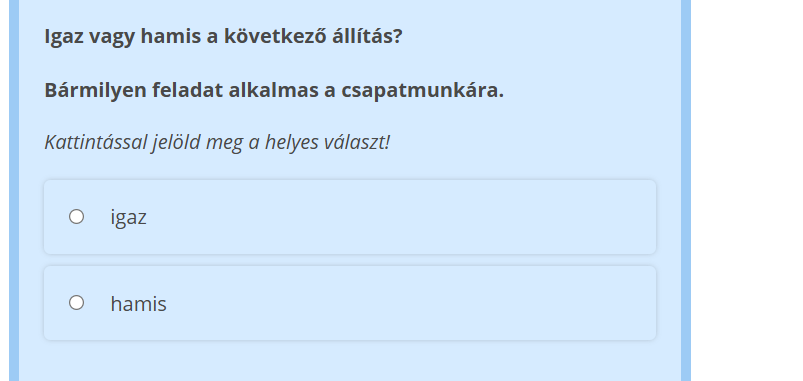 Igaz vagy hamis a következő állítás?
Bármilyen feladat alkalmas a csapatmunkára.
Kattintással jelöld meg a helyes választ!
igaz
hamis